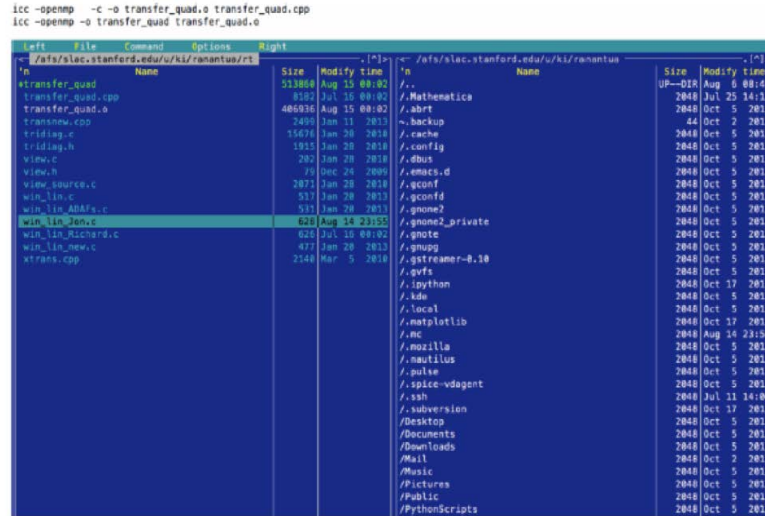 icc -openmp -c -o transfer_quad.o transfer_quad.cpp
icc -openmp -o transfer_quad transfer_quad.o
Left File Command Options Right
<- /afs/slac.stanford.edu/u/ki/ranantua/rt .[^]>
'n Name Size Modify time
*transfer_quad 513860 Aug 15 00:02
transfer_quad.cpp 8182 Jul 16 00:02
transfer_quad.o 406936 Aug 15 00:02
transnew.cpp 2499 Jan 11 2013
tridiag.c 15676 Jan 28 2010
tridiag.h 1915 Jan 28 2010
view.c 202 Jan 28 2010
view.h 79 Dec 24 2009
view_source.c 2071 Jan 28 2010
win_lin.c 517 Jan 20 2013
win_lin_ADAFs.c 531 Jan 20 2013
win_lin_Jon.c 628 Aug 14 23:55
win_lin_Richard.c 628 Jul 16 00:02
win_lin_new.c 477 Jan 20 2013
xtrans.cpp 2140 Mar 5 2010
<- /afs/slac.stanford.edu/u/ki/ranantua .[^]
'n Name Size Modify time
/.. UP--DIR Aug 6 08:4
/.Mathematica 2048 Jul 25 14:1
/.abrt 2048 Oct 5 201
~.backup 44 Oct 2 201
/.cache 2048 Oct 5 201
/.config 2048 Oct 5 201
/.dbus 2048 Oct 5 201
/.emacs.d 2048 Oct 5 201
/.gconf 2048 Oct 5 201
/.gconfd 2048 Oct 5 201
/.gnome2 2048 Oct 5 201
/.gnome2_private 2048 Oct 5 201
/.gnote 2048 Oct 5 201
/.gnupg 2048 Oct 5 201
/.gstreamer-0.10 2048 Oct 5 201
/.gvfs 2048 Oct 5 201
/.ipython 2048 Oct 17 201
/.kde 2048 Oct 5 201
/.local 2048 Oct 5 201
/.matplotlib 2048 Oct 17 201
/.mc 2048 Aug 14 23:5
/.mozilla 2048 Oct 5 201
/.nautilus 2048 Oct 5 201
/.pulse 2048 Oct 5 201
/.spice-vdagent 2048 Oct 5 201
/.ssh 2048 Jul 11 14:0
/.subversion 2048 Oct 17 201
/Desktop 2048 Oct 5 201
/Documents 2048 Oct 5 201
/Downloads 2048 Oct 5 201
/Mail 2048 Oct 2 201
/Music 2048 Oct 5 201
/Pictures 2048 Oct 5 201
/Public 2048 Oct 5 201
/PythonScripts 2048 Oct 5 201